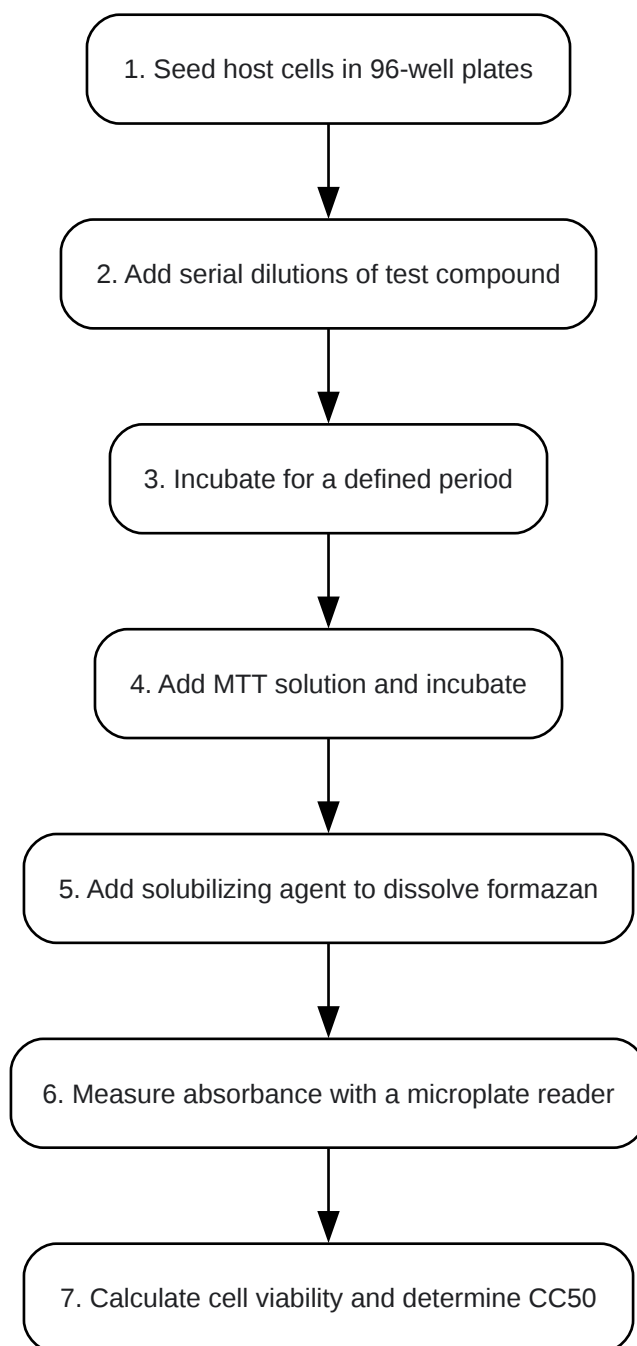 1. Seed host cells in 96-well plates
2. Add serial dilutions of test compound
3. Incubate for a defined period
4. Add MTT solution and incubate
5. Add solubilizing agent to dissolve formazan
6. Measure absorbance with a microplate reader
7. Calculate cell viability and determine CC50